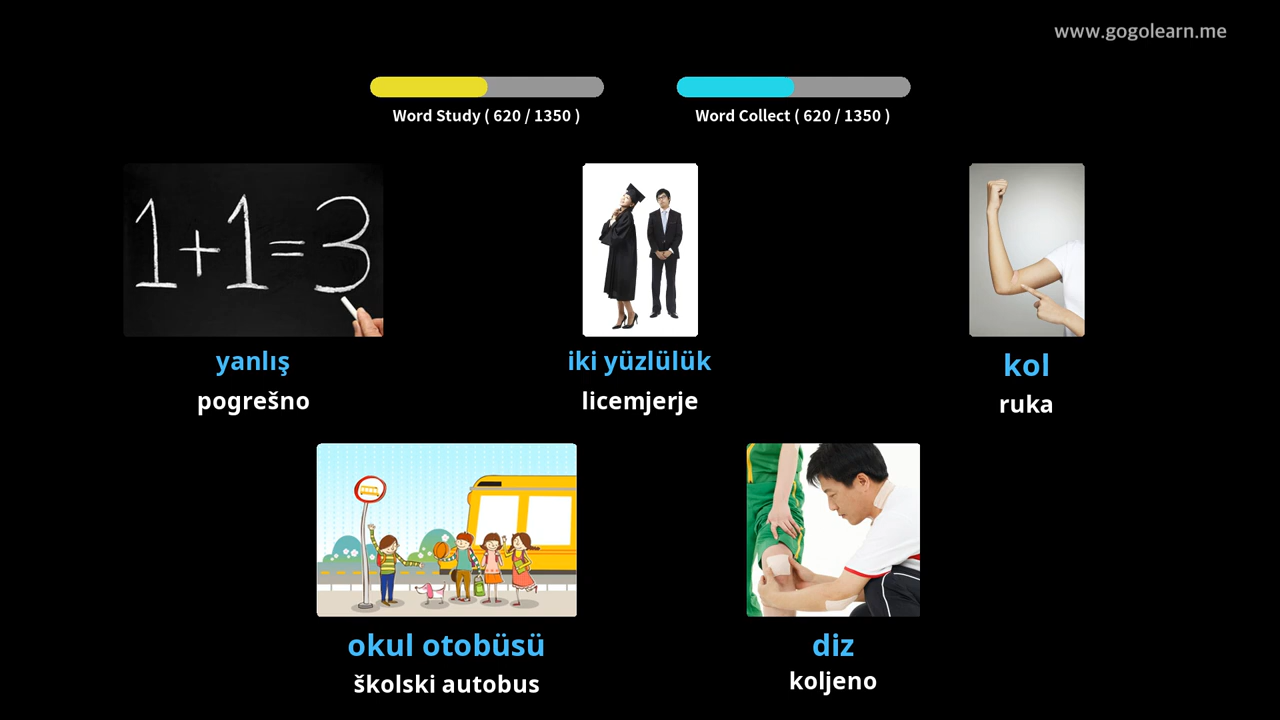 www.gogolearn.me
Word Study ( 620 / 1350 )
Word Collect ( 620 / 1350 )
1+1=3
yanlış
pogrešno
iki yüzlülük
licemjerje
kol
ruka
okul otobüsü
školski autobus
diz
koljeno